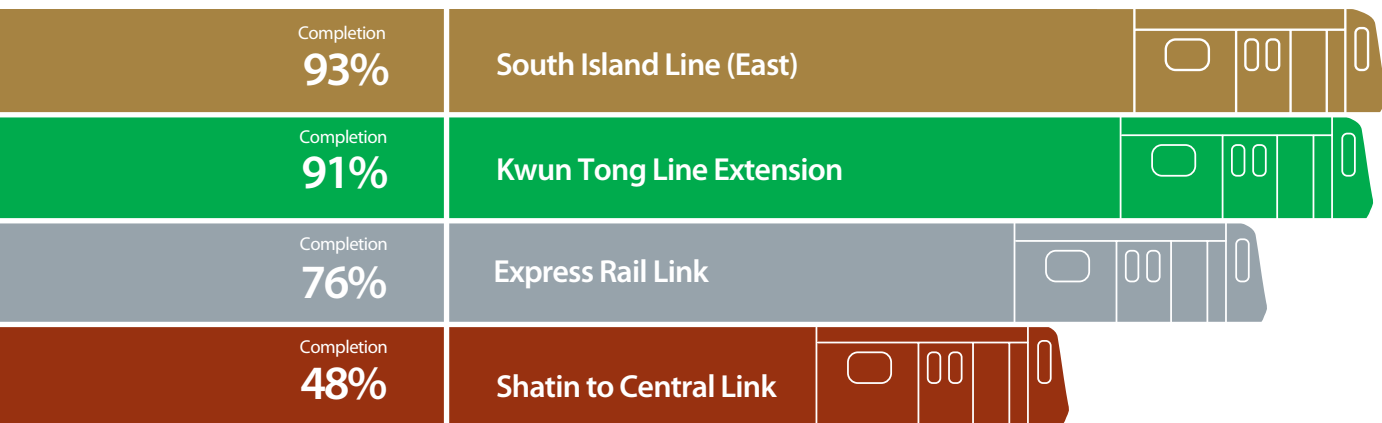 Completion
93%
South Island Line (East)
Completion
91%
Kwun Tong Line Extension
Completion
76%
Express Rail Link
Completion
48%
Shatin to Central Link